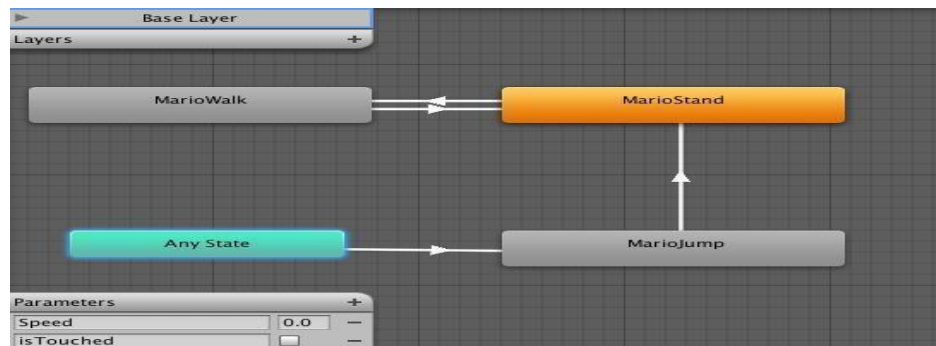 Base Layer
Layers
MarioWalk
MarioStand
Any State
MarioJump
Parameters
Speed 0.0
isTouched